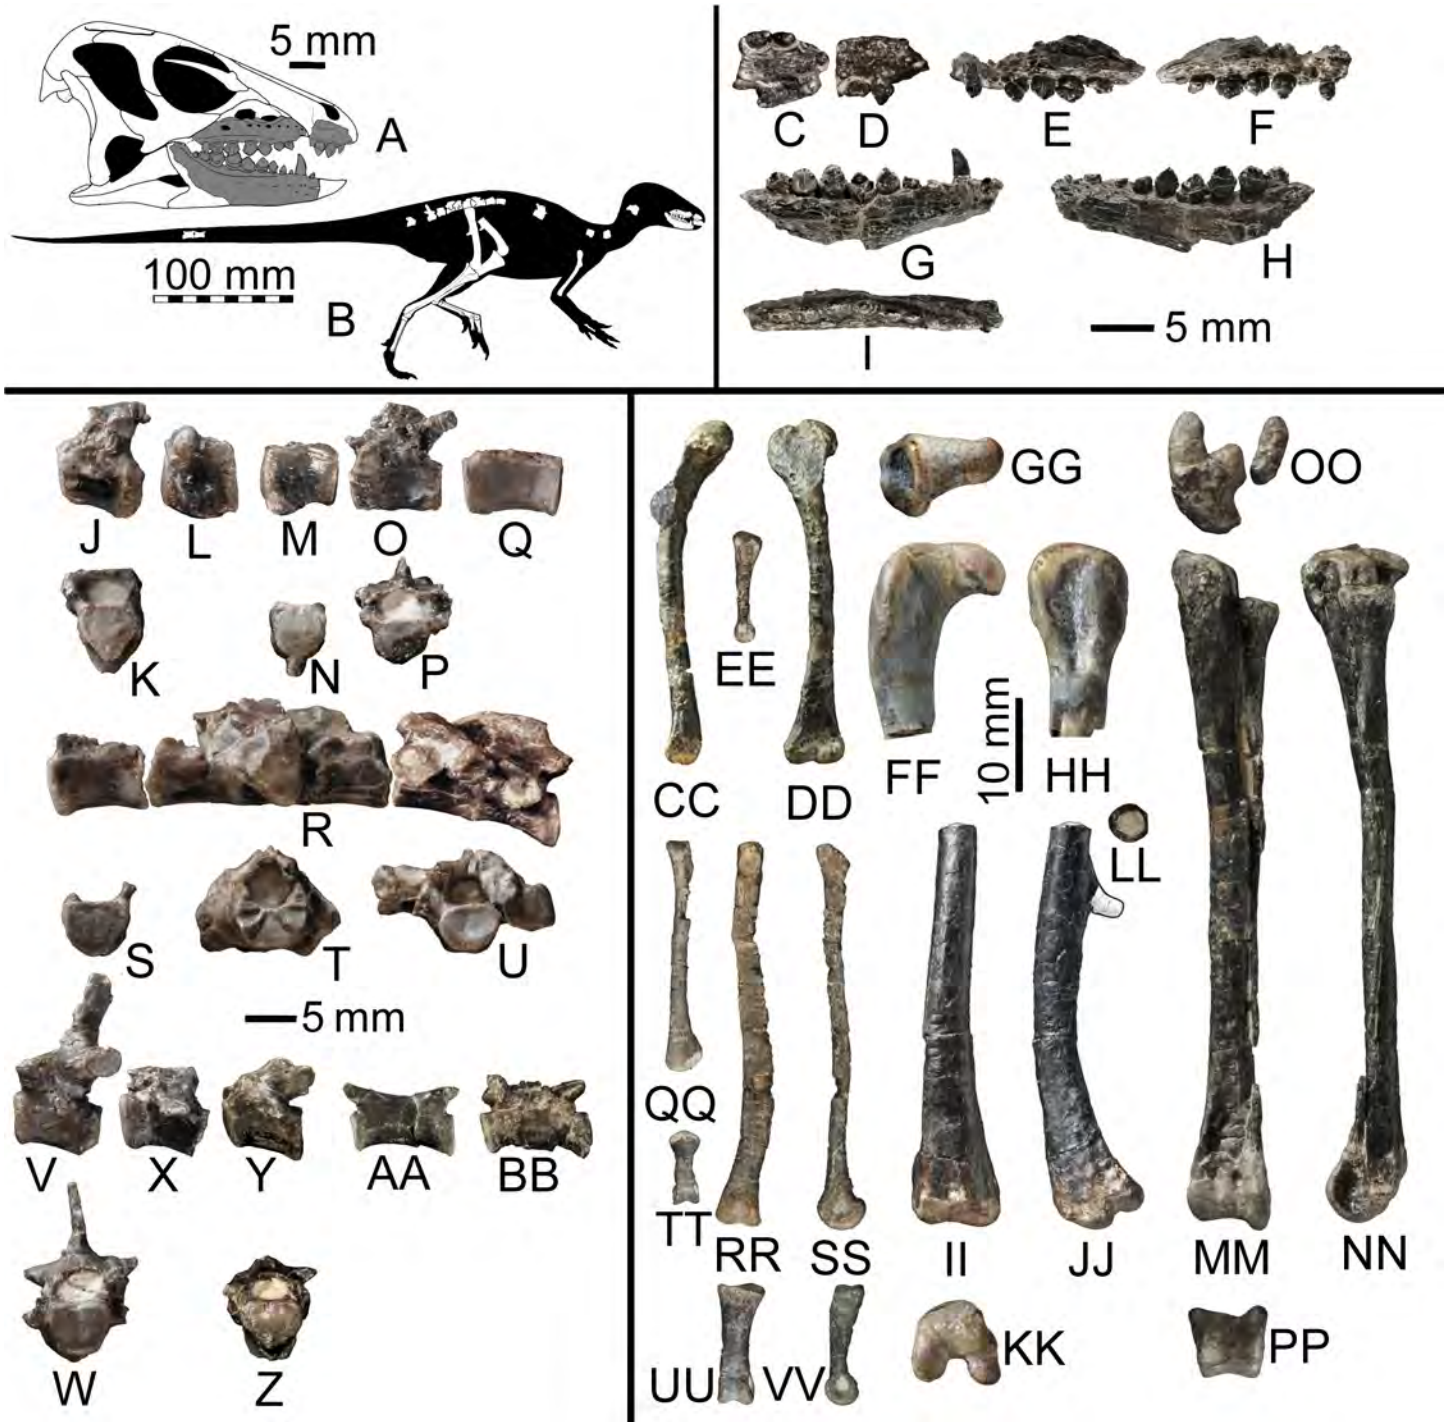 5 mm
A
100 mm
B
C D E F
G H
I
5 mm
J L M O Q
K N P
R
S T U
5 mm
V X Y AA BB
W Z
GG OO
EE
CC DD FF HH
10 mm
LL
QQ
TT RR SS II JJ MM NN
KK PP
UU VV